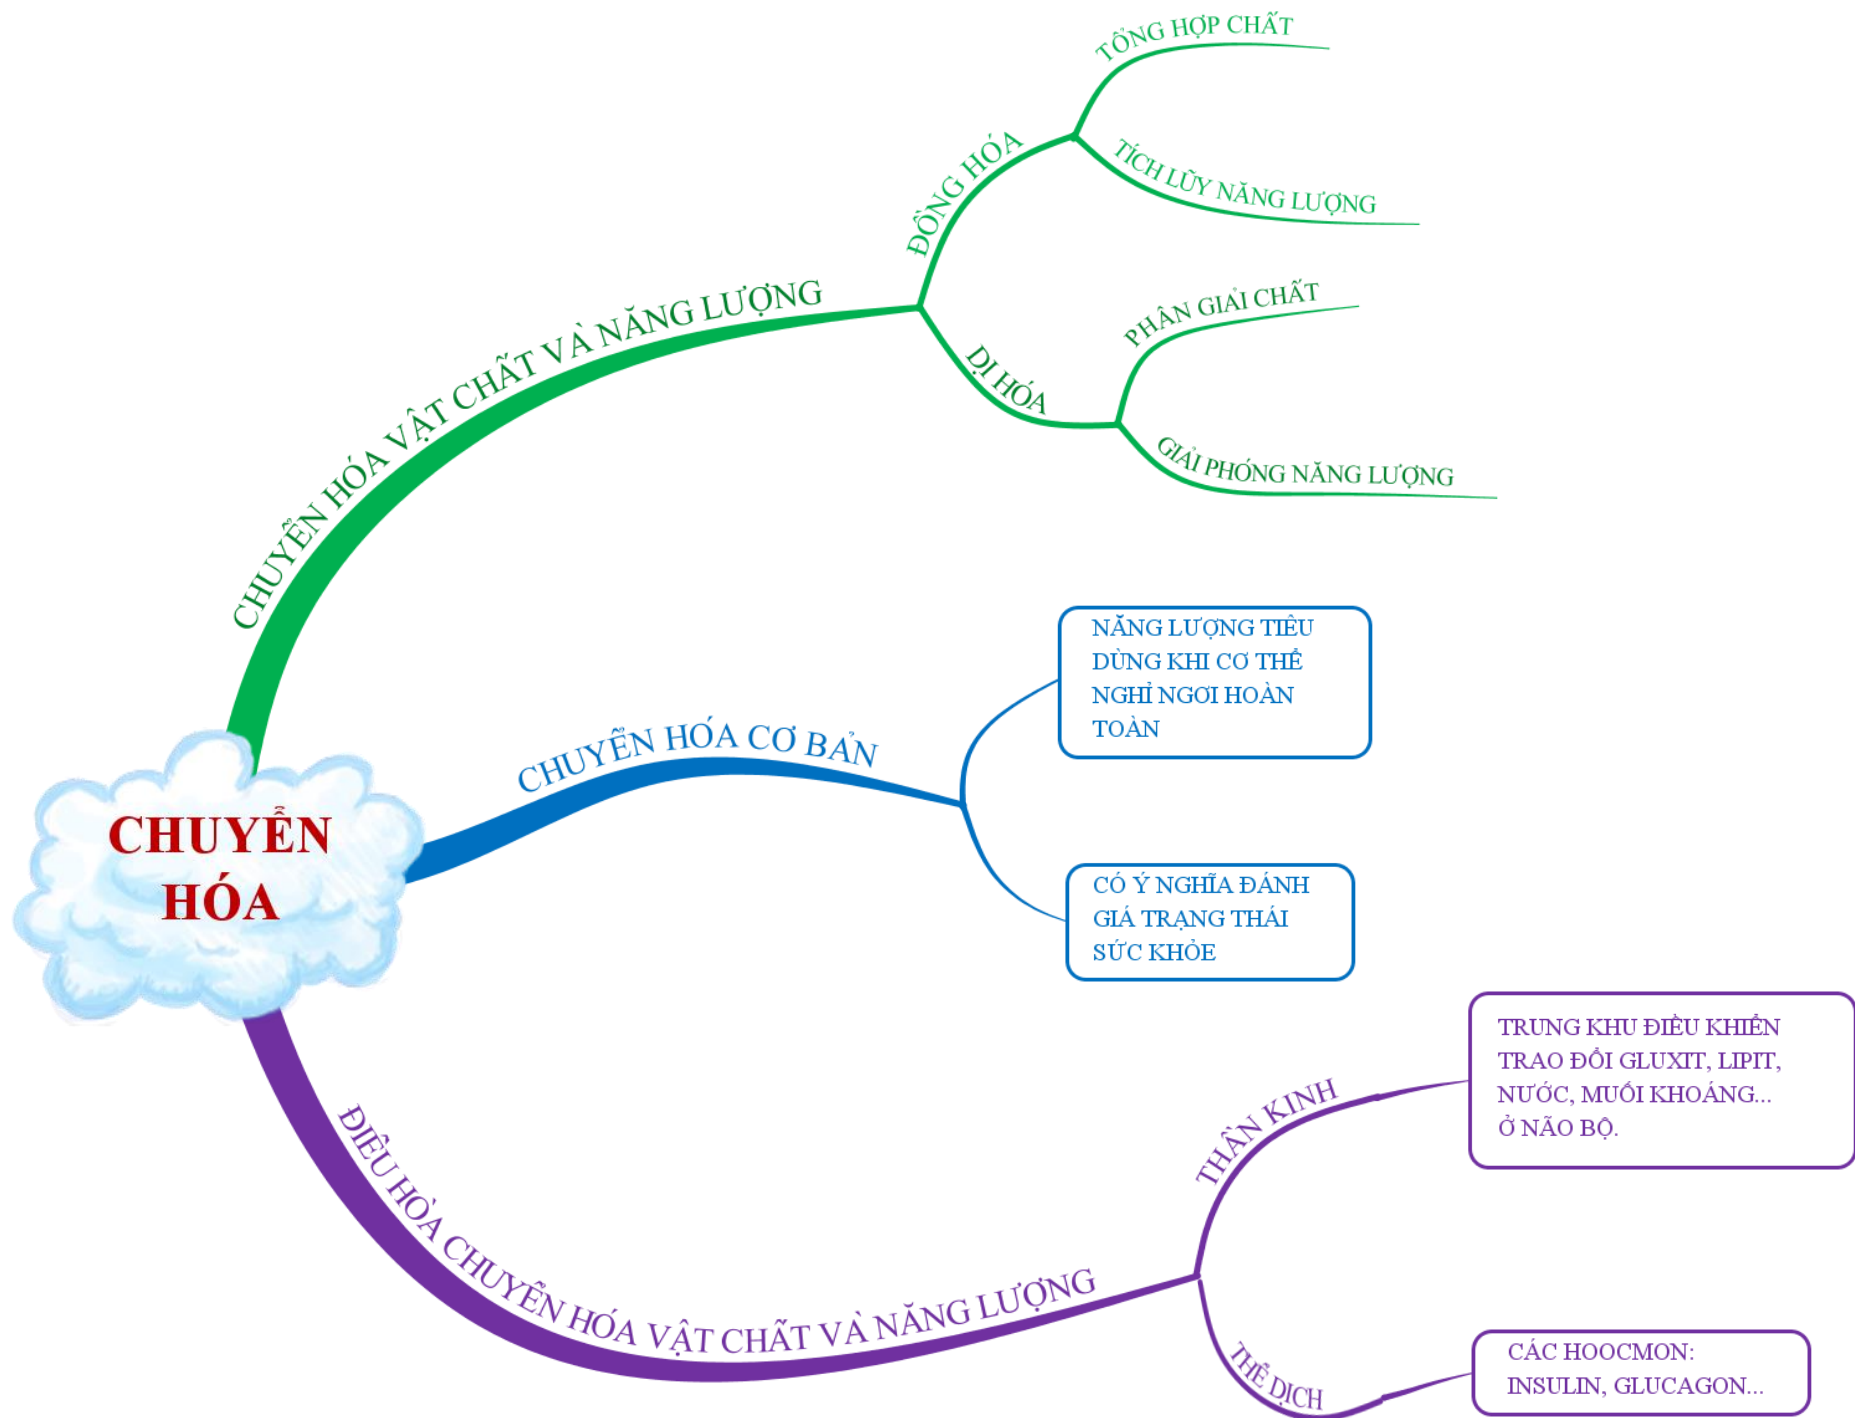 CHUYỂN
HÓA
CHUYỂN HÓA VẬT CHẤT VÀ NĂNG LƯỢNG
ĐỒNG HÓA
TỔNG HỢP CHẤT
TÍCH LŨY NĂNG LƯỢNG
DỊ HÓA
PHÂN GIẢI CHẤT
GIẢI PHÓNG NĂNG LƯỢNG
CHUYỂN HÓA CƠ BẢN
NĂNG LƯỢNG TIÊU
DÙNG KHI CƠ THỂ
NGHỈ NGƠI HOÀN
TOÀN
CÓ Ý NGHĨA ĐÁNH
GIÁ TRẠNG THÁI
SỨC KHỎE
ĐIỀU HÒA CHUYỂN HÓA VẬT CHẤT VÀ NĂNG LƯỢNG
THẦN KINH
TRUNG KHU ĐIỀU KHIỂN
TRAO ĐỔI GLUXIT, LIPIT,
NƯỚC, MUỐI KHOÁNG...
Ở NÃO BỘ.
THỂ DỊCH
CÁC HOOCMON:
INSULIN, GLUCAGON...